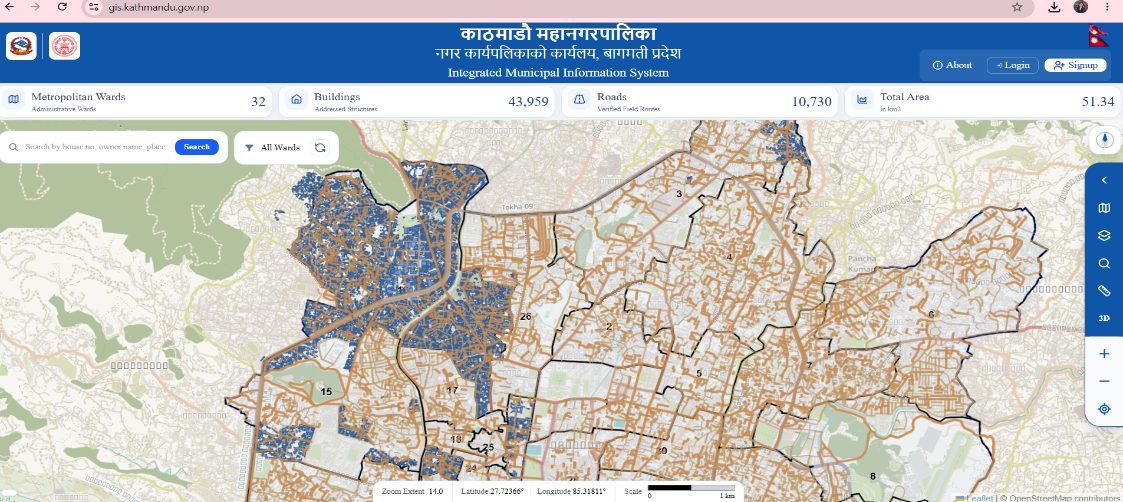 gis.kathmandu.gov.np
काठमाडौं महानगरपालिका
नगर कार्यपालिकाको कार्यालय, बागमती प्रदेश
Integrated Municipal Information System
About
Login
Signup
Metropolitan Wards
Administrative Wards
32
Buildings
Addressed Structures
43,959
Roads
Verified Field Routes
10,730
Total Area
in km2
51.34
Search by house no, owner name, place
Search
All Wards
Tokha 09
3
4
Pancha
Kumari
6
26
2
7
15
17
5
18
25
8
3D
Zoom Extent 14.0
Latitude 27.72366°
Longitude 85.31811°
Scale
0
1 km
Leaflet | © OpenStreetMap contributors